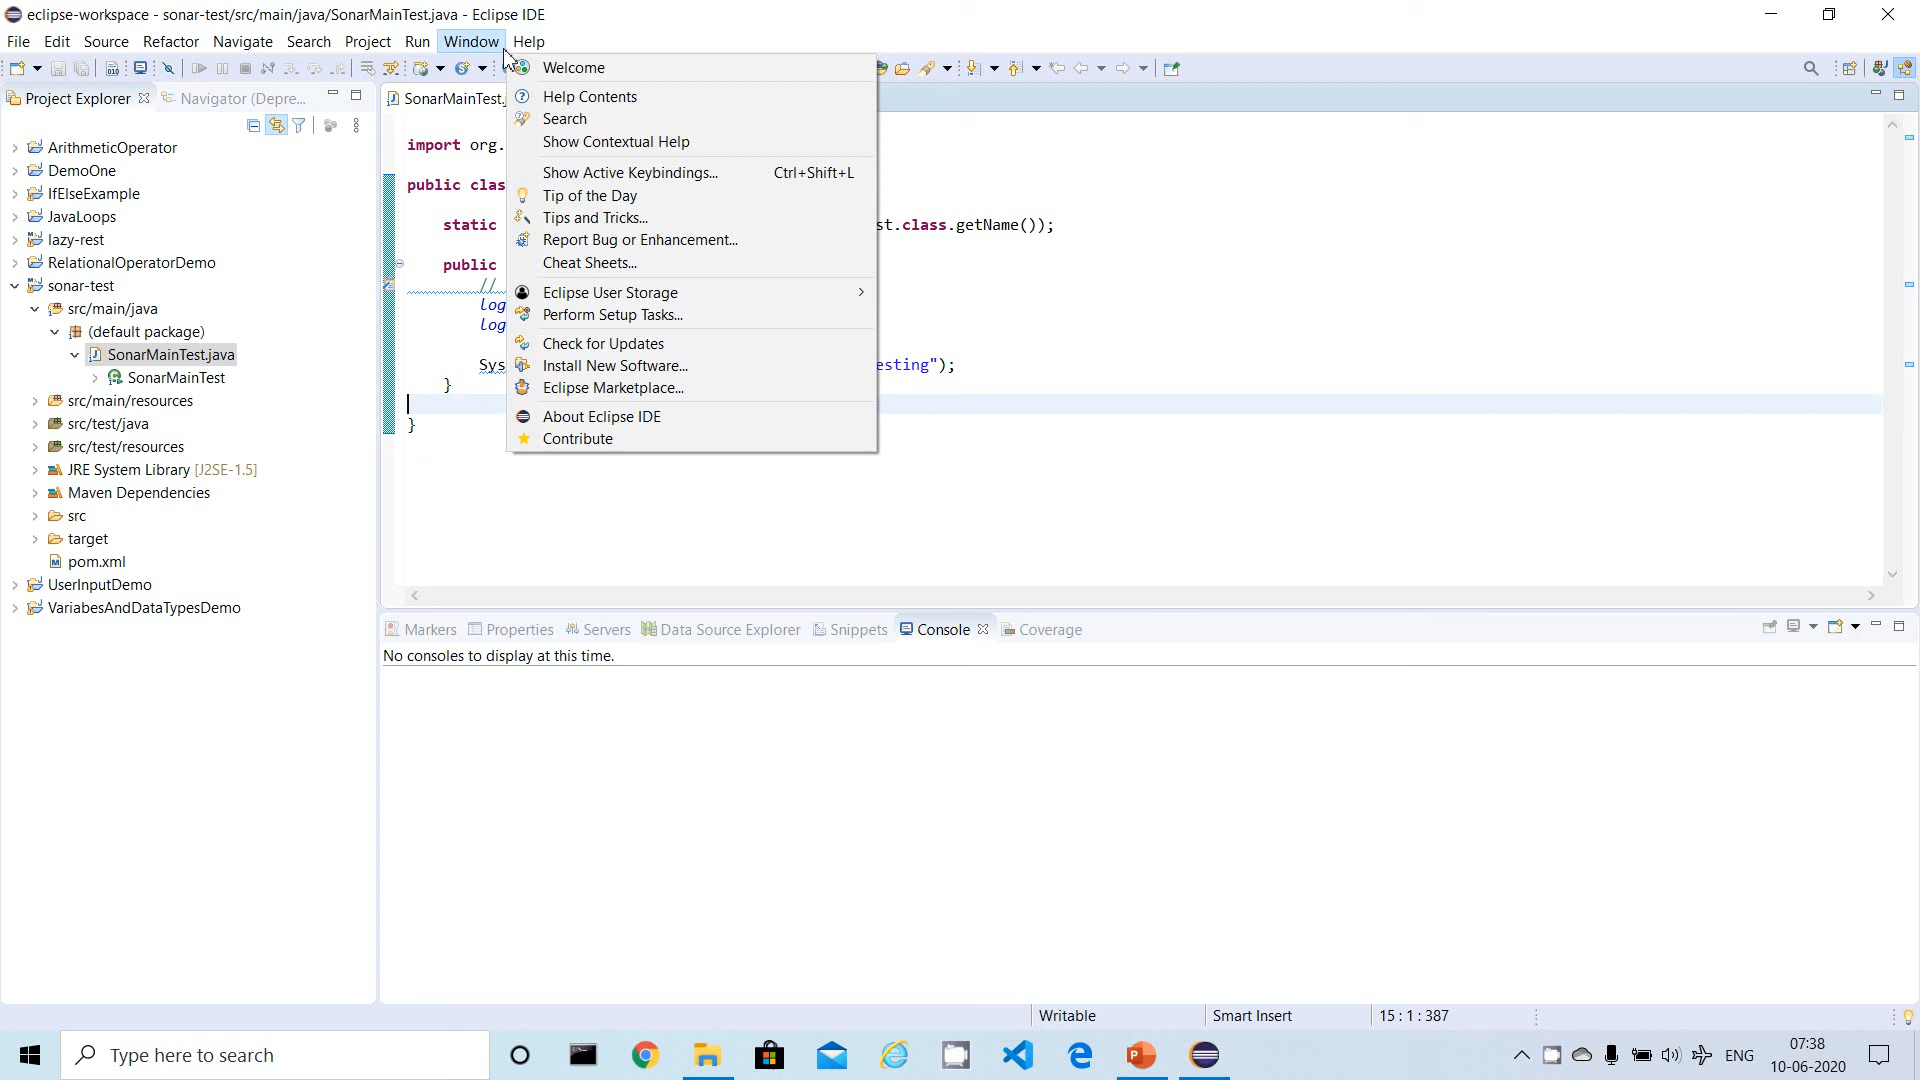 eclipse-workspace - sonar-test/src/main/java/SonarMainTest.java - Eclipse IDE
File Edit Source Refactor Navigate Search Project Run Window Help
Project Explorer
Navigator (Depre...
ArithmeticOperator
DemoOne
IfElseExample
JavaLoops
lazy-rest
RelationalOperatorDemo
sonar-test
src/main/java
(default package)
SonarMainTest.java
SonarMainTest
src/main/resources
src/test/java
src/test/resources
JRE System Library [J2SE-1.5]
Maven Dependencies
src
target
pom.xml
UserInputDemo
VariabesAndDataTypesDemo
SonarMainTest.j
import org.
public clas
static st.class.getName());
public
//
log
log
Sys esting");
}
}
Welcome
Help Contents
Search
Show Contextual Help
Show Active Keybindings... Ctrl+Shift+L
Tip of the Day
Tips and Tricks...
Report Bug or Enhancement...
Cheat Sheets...
Eclipse User Storage
Perform Setup Tasks...
Check for Updates
Install New Software...
Eclipse Marketplace...
About Eclipse IDE
Contribute
Markers Properties Servers Data Source Explorer Snippets Console Coverage
No consoles to display at this time.
Writable Smart Insert 15 : 1 : 387
Type here to search
ENG
07:38
10-06-2020